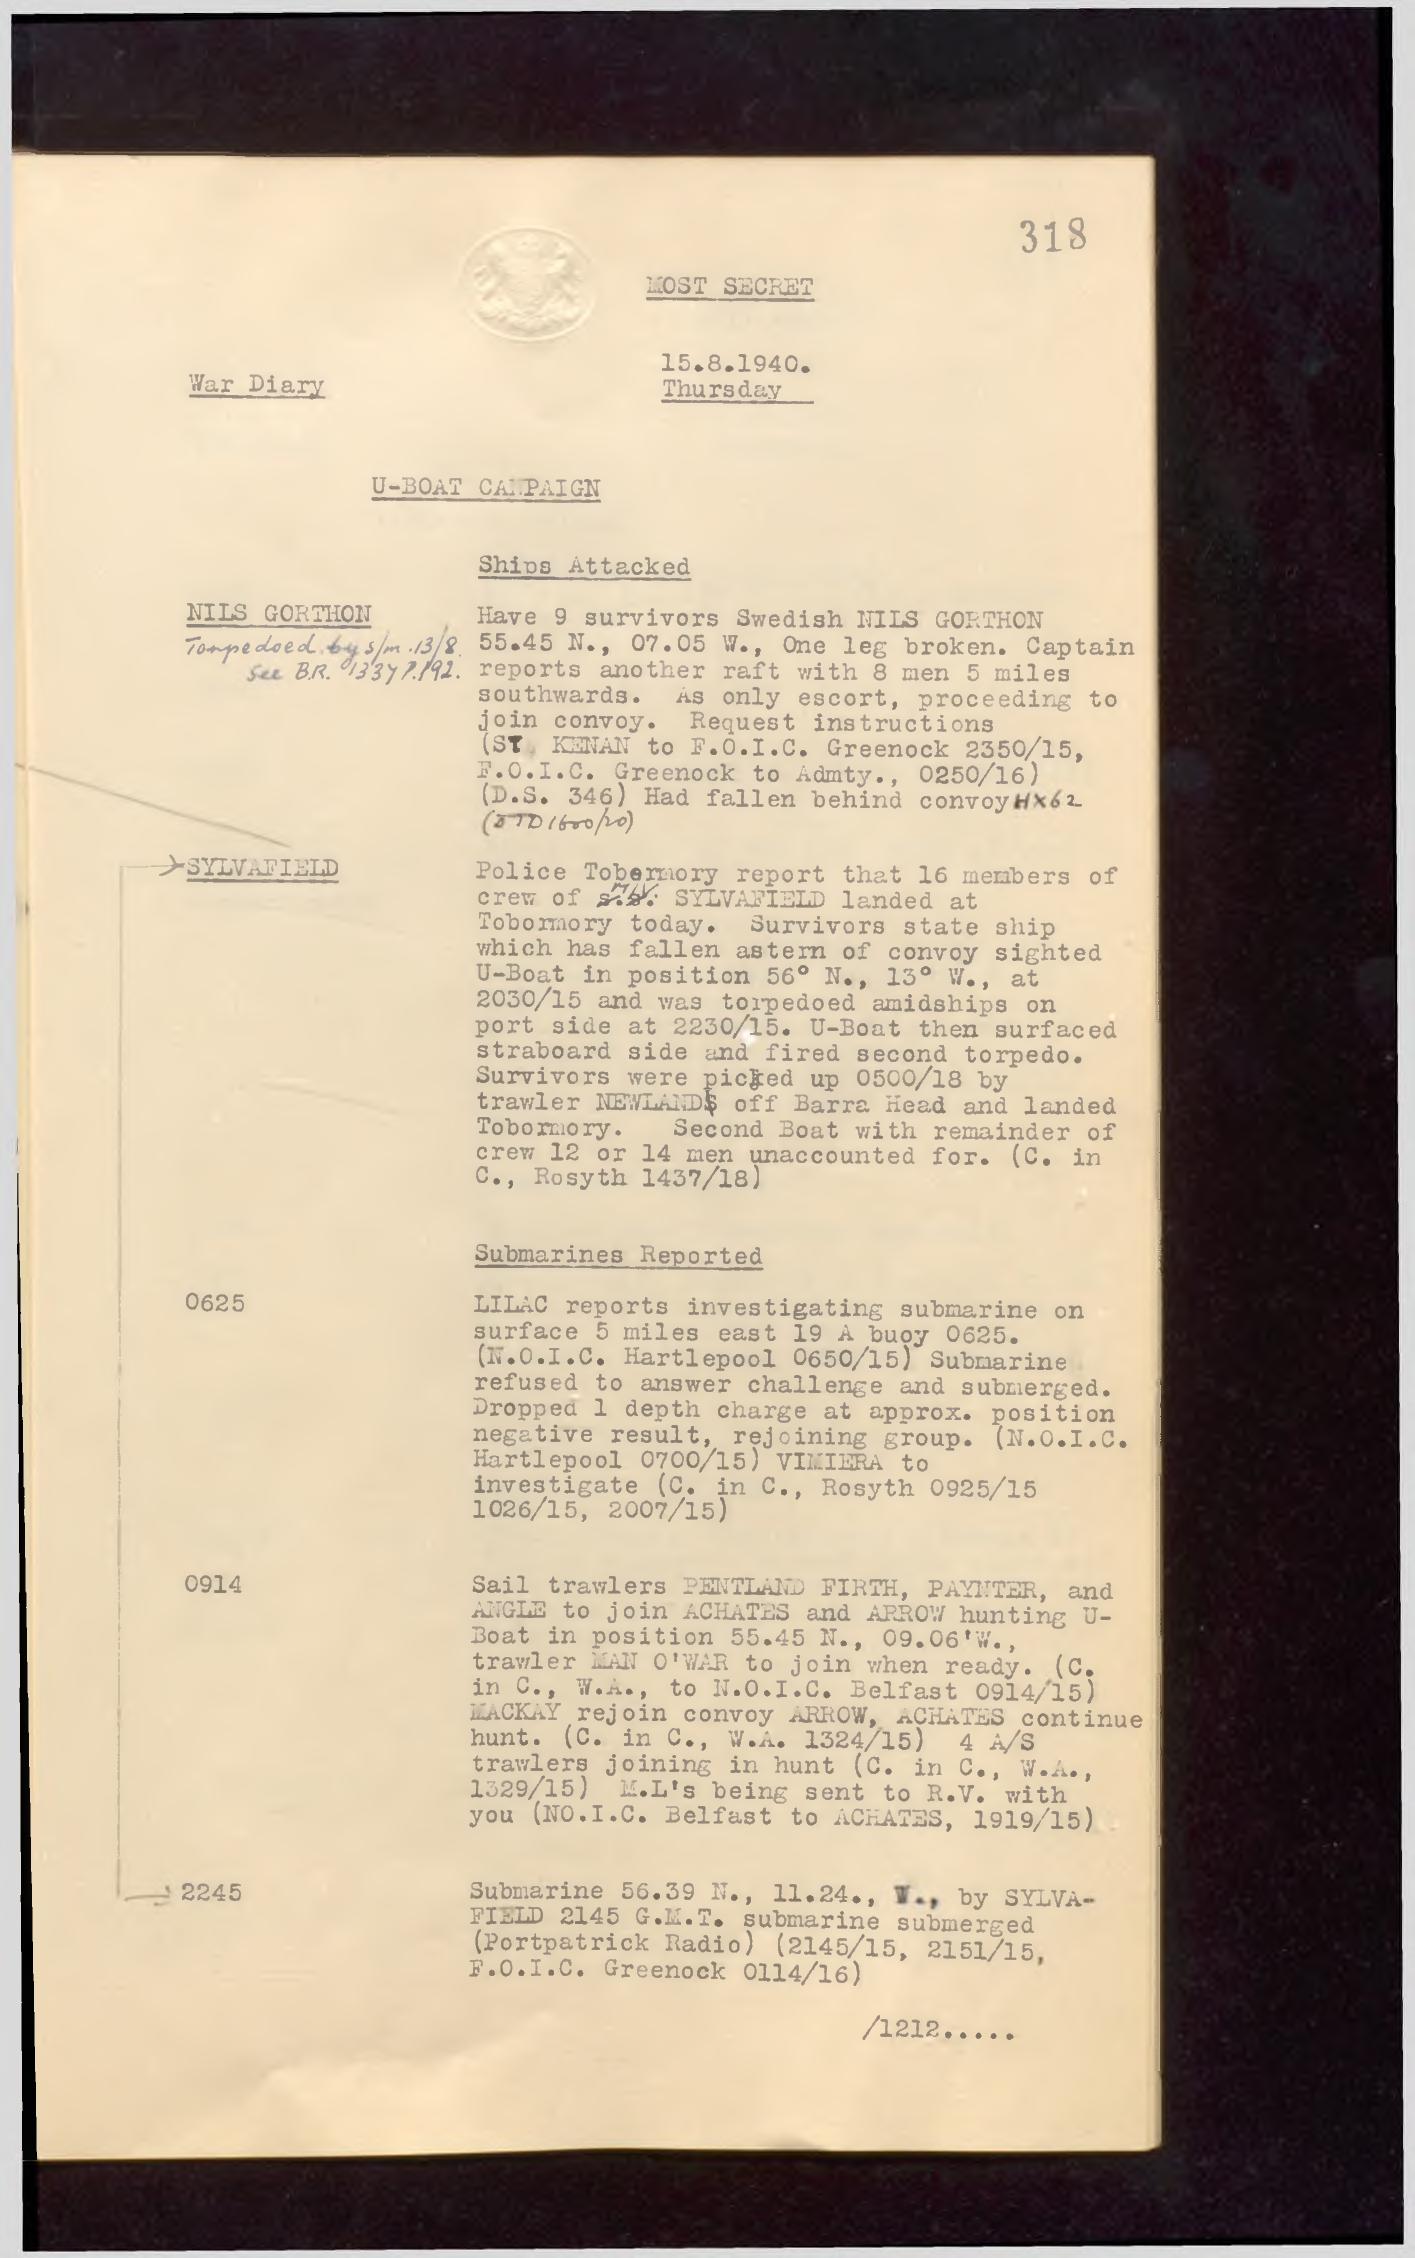 318
MOST SECRET
15.8.1940.
War Diary
Thursday
U-BOAT CAMPAIGN
Ships Attacked
NILS GORTHON
Torpedoed by s/m. 13/8.
See B.R. 1337 P.192.
Have 9 survivors Swedish NILS GORTHON
55.45 N., 07.05 W., One leg broken. Captain
reports another raft with 8 men 5 miles
southwards. As only escort, proceeding to
join convoy. Request instructions
(ST. KENAN to F.O.I.C. Greenock 2350/15,
F.O.I.C. Greenock to Admty., 0250/16)
(D.S. 346) Had fallen behind convoy HX62
(DTD 1600/20)
SYLVAFIELD
Police Tobermory report that 16 members of
crew of M.V. SYLVAFIELD landed at
Tobormory today. Survivors state ship
which has fallen astern of convoy sighted
U-Boat in position 56° N., 13° W., at
2030/15 and was torpedoed amidships on
port side at 2230/15. U-Boat then surfaced
straboard side and fired second torpedo.
Survivors were picked up 0500/18 by
trawler NEWLANDS off Barra Head and landed
Tobormory. Second Boat with remainder of
crew 12 or 14 men unaccounted for. (C. in
C., Rosyth 1437/18)
Submarines Reported
0625
LILAC reports investigating submarine on
surface 5 miles east 19 A buoy 0625.
(N.O.I.C. Hartlepool 0650/15) Submarine
refused to answer challenge and submerged.
Dropped 1 depth charge at approx. position
negative result, rejoining group. (N.O.I.C.
Hartlepool 0700/15) VIMIERA to
investigate (C. in C., Rosyth 0925/15
1026/15, 2007/15)
0914
Sail trawlers PENTLAND FIRTH, PAYNTER, and
ANGLE to join ACHATES and ARROW hunting U-
Boat in position 55.45 N., 09.06'W.,
trawler MAN O'WAR to join when ready. (C.
in C., W.A., to N.O.I.C. Belfast 0914/15)
MACKAY rejoin convoy ARROW, ACHATES continue
hunt. (C. in C., W.A. 1324/15) 4 A/S
trawlers joining in hunt (C. in C., W.A.,
1329/15) M.L's being sent to R.V. with
you (NO.I.C. Belfast to ACHATES, 1919/15)
2245
Submarine 56.39 N., 11.24., W., by SYLVA-
FIELD 2145 G.M.T. submarine submerged
(Portpatrick Radio) (2145/15, 2151/15,
F.O.I.C. Greenock 0114/16)
/1212.....